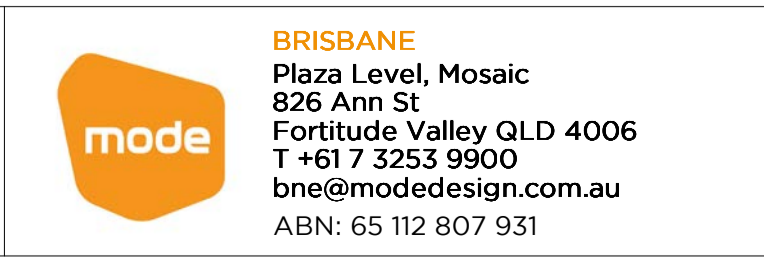 mode
BRISBANE
Plaza Level, Mosaic
826 Ann St
Fortitude Valley QLD 4006
T +61 7 3253 9900
bne@modedesign.com.au
ABN: 65 112 807 931